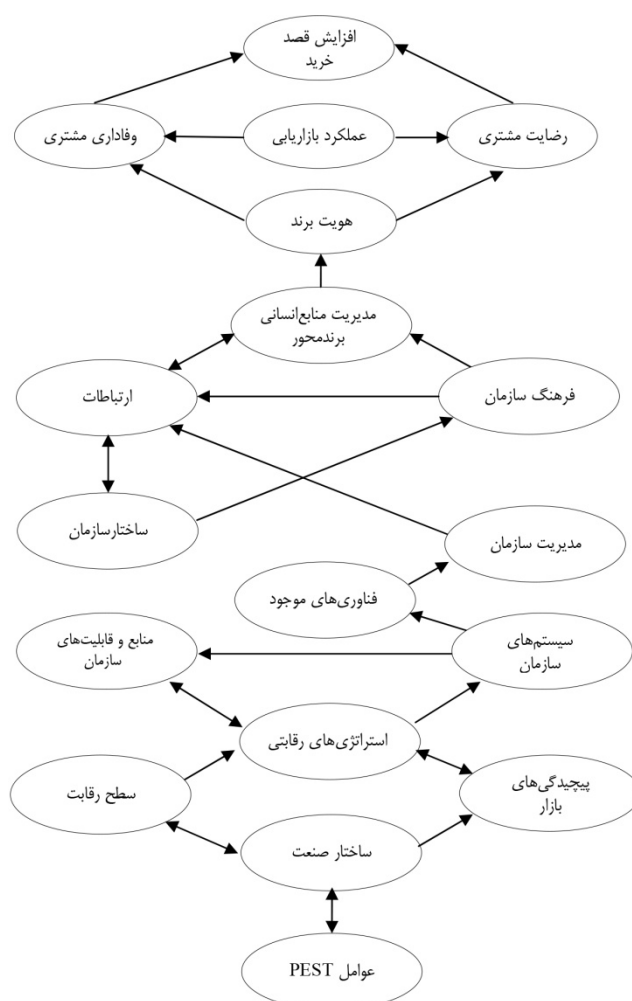 افزایش قصد
خرید
رضایت مشتری
عملکرد بازاریابی
وفاداری مشتری
هویت برند
مدیریت منابع‌انسانی
برندمحور
فرهنگ سازمان
ارتباطات
ساختارسازمان
مدیریت سازمان
فناوری‌های موجود
سیستم‌های
سازمان
منابع و قابلیت‌های
سازمان
استراتژی‌های رقابتی
پیچیدگی‌های
بازار
سطح رقابت
ساختار صنعت
عوامل PEST